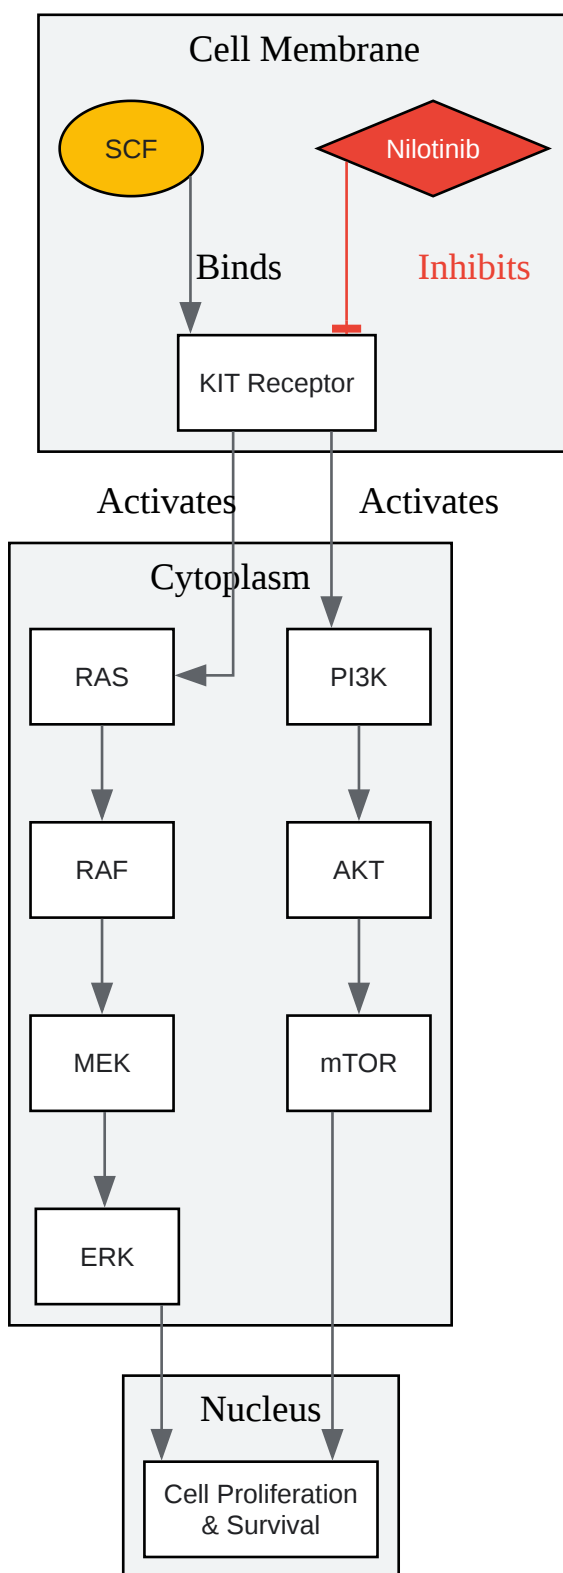 Cell Membrane
SCF
Nilotinib
Binds
Inhibits
KIT Receptor
Activates
Activates
Cytoplasm
RAS
PI3K
RAF
AKT
MEK
mTOR
ERK
Nucleus
Cell Proliferation
& Survival